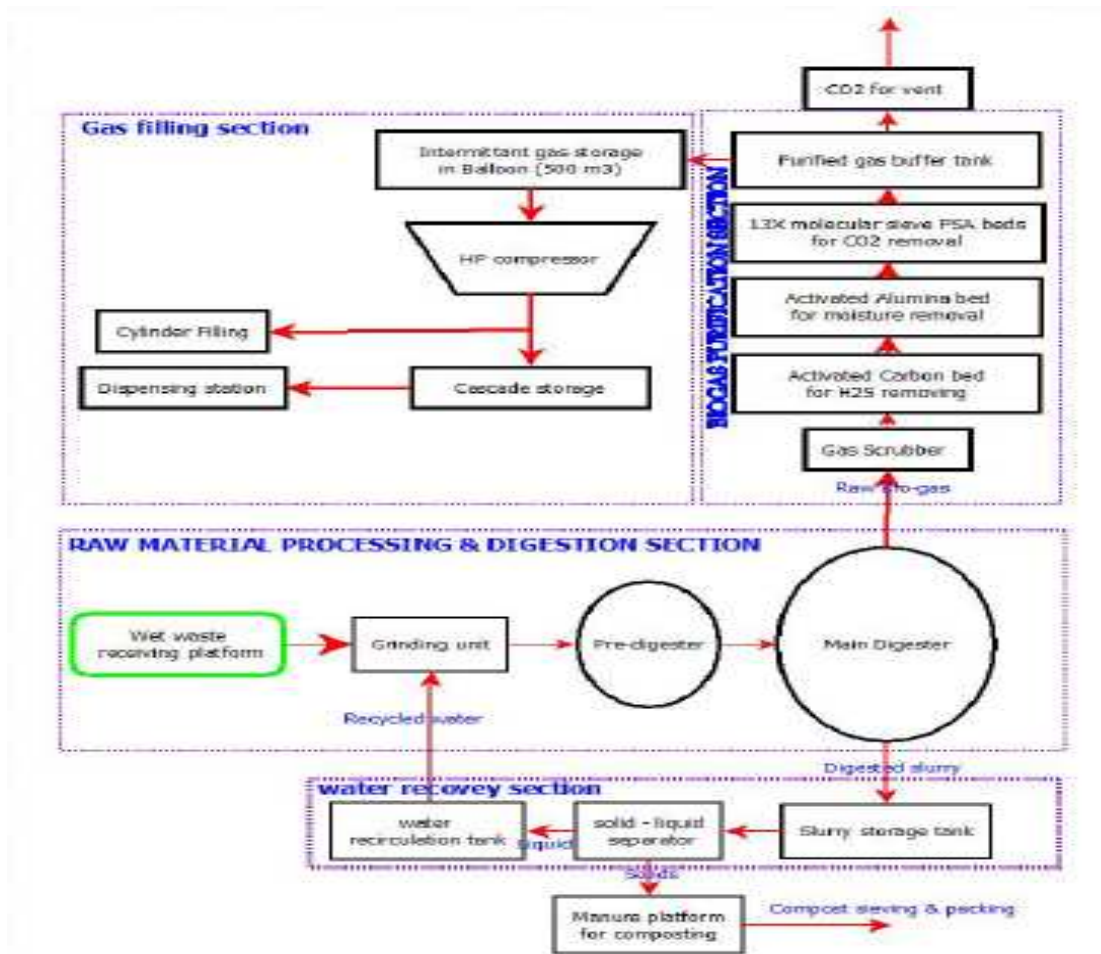 CO2 for vent
Gas filling section
Intermittant gas storage
in Balloon (500 m3)
Purified gas buffer tank
BIOGAS PURIFICATION SECTION
13X molecular sieve PSA beds
for CO2 removal
HP compressor
Activated Alumina bed
for moisture removal
Cylinder Filling
Dispensing station
Cascade storage
Activated Carbon bed
for H2S removing
Gas Scrubber
Raw bio-gas
RAW MATERIAL PROCESSING & DIGESTION SECTION
Wet waste
receiving platform
Grinding unit
Pre-digester
Main Digester
Recycled water
Digested slurry
water recovey section
water
recirculation tank
Liquid
solid - liquid
separator
Slurry storage tank
Solids
Manure platform
for composting
Compost sieving & packing